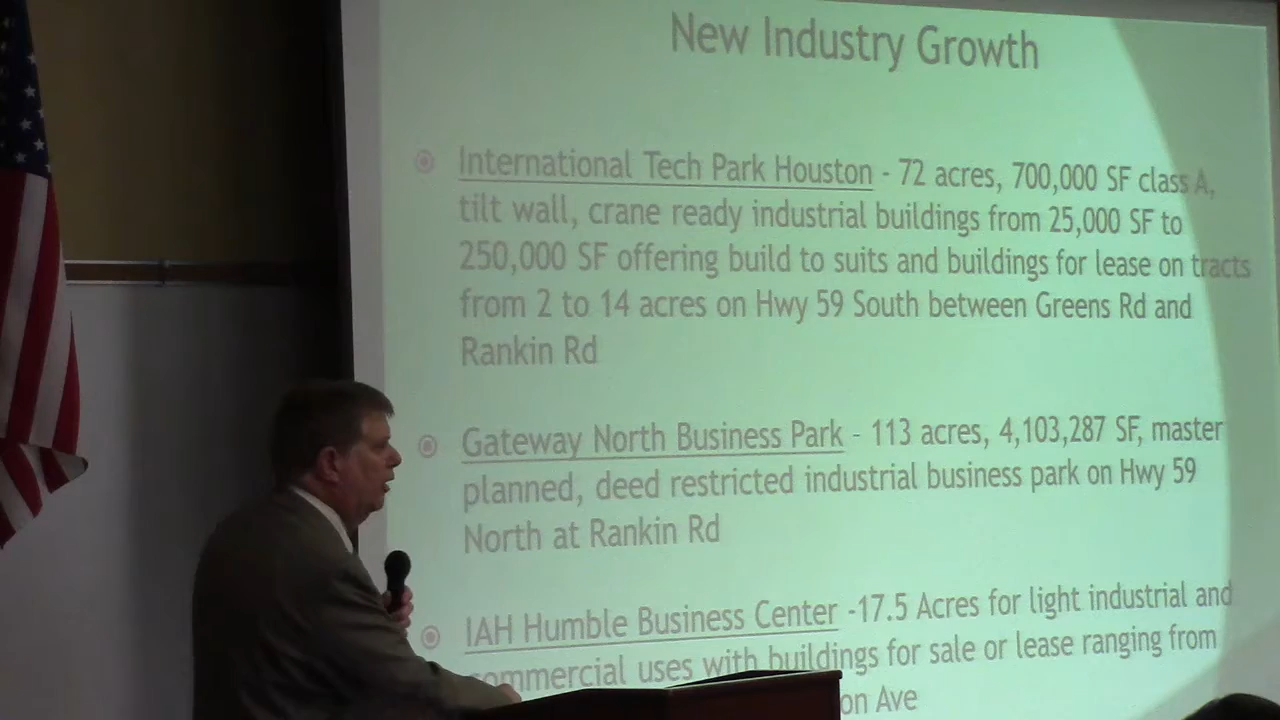 New Industry Growth
International Tech Park Houston - 72 acres, 700,000 SF class A,
tilt wall, crane ready industrial buildings from 25,000 SF to
250,000 SF offering build to suits and buildings for lease on tracts
from 2 to 14 acres on Hwy 59 South between Greens Rd and
Rankin Rd
Gateway North Business Park - 113 acres, 4,103,287 SF, master
planned, deed restricted industrial business park on Hwy 59
North at Rankin Rd
IAH Humble Business Center -17.5 Acres for light industrial and
commercial uses with buildings for sale or lease ranging from
on Ave